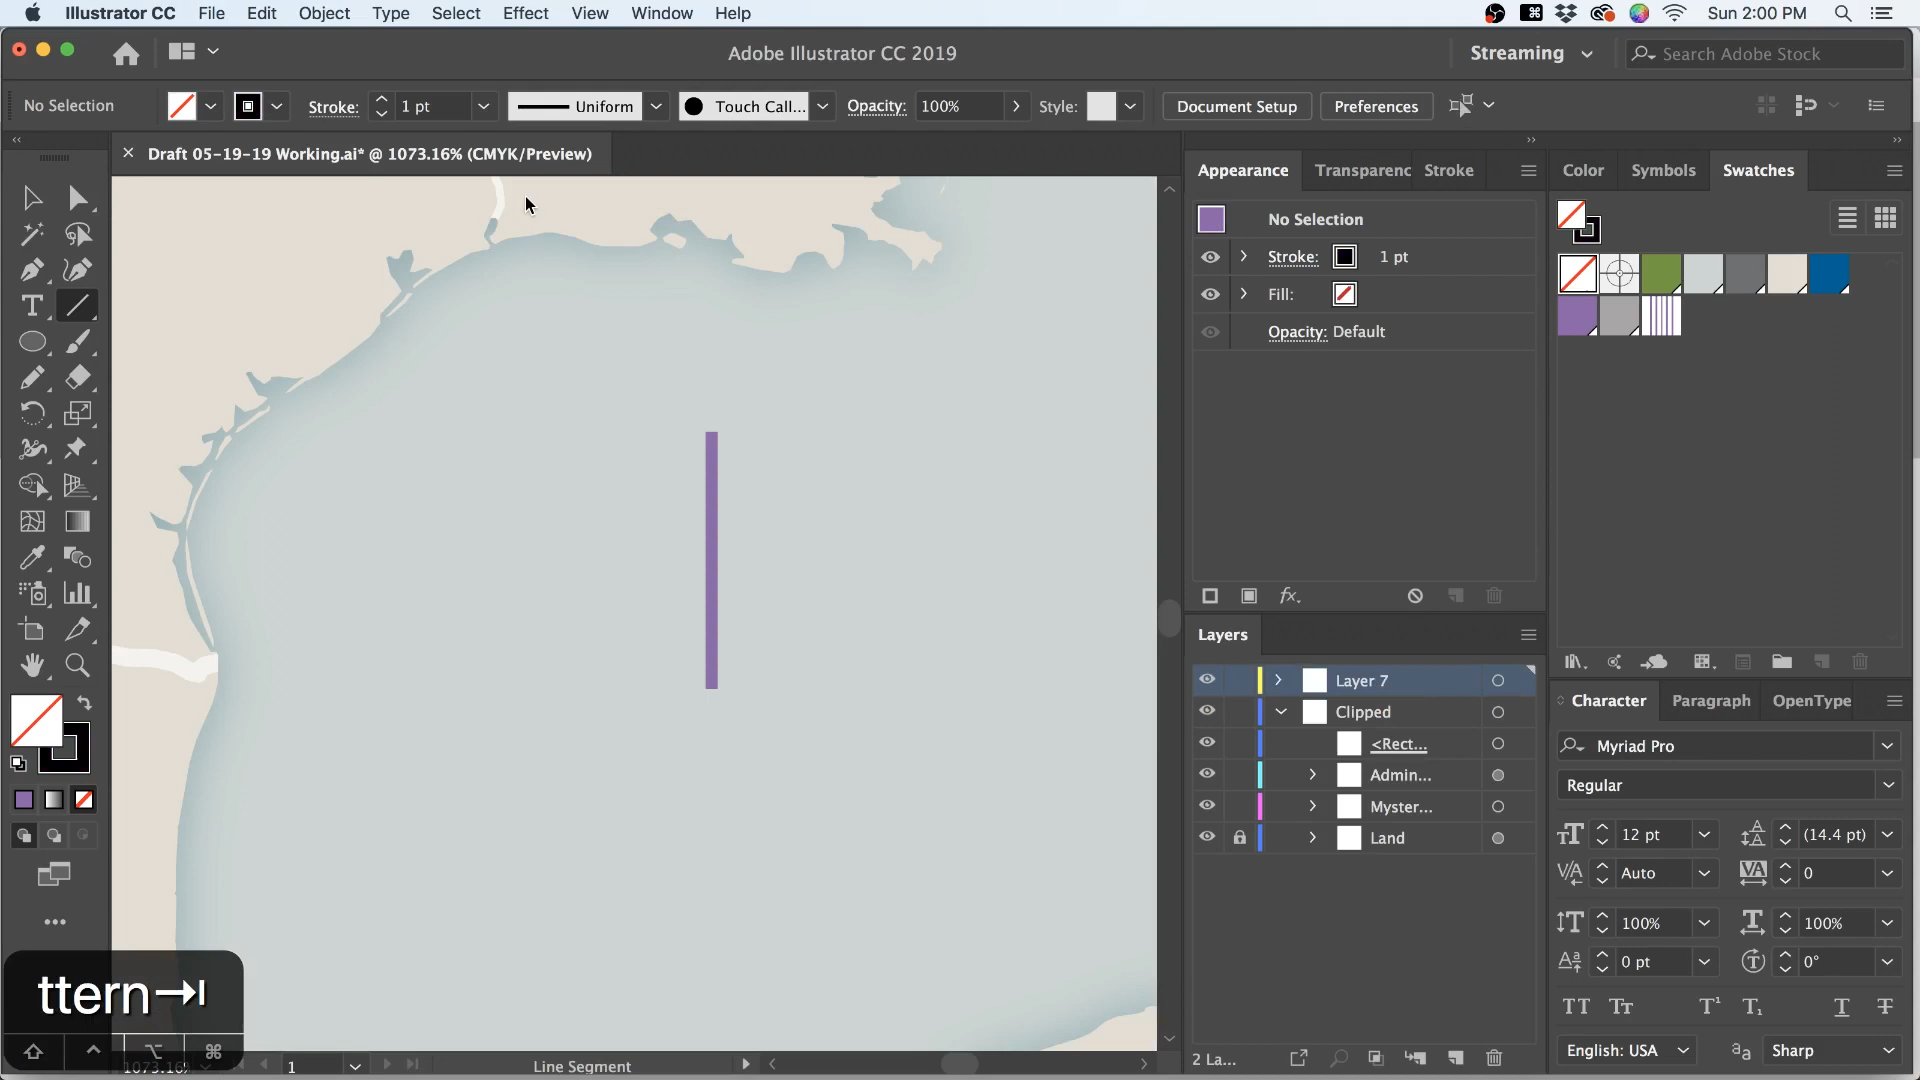 Illustrator CC File Edit Object Type Select Effect View Window Help Sun 2:00 PM
Adobe Illustrator CC 2019 Streaming Search Adobe Stock
No Selection Stroke: 1 pt Uniform Touch Call... Opacity: 100% Style: Document Setup Preferences
× Draft 05-19-19 Working.ai* @ 1073.16% (CMYK/Preview)
Appearance Transparenc Stroke
No Selection
Stroke: 1 pt
Fill:
Opacity: Default
fx.
Color Symbols Swatches
Layers
Layer 7
Clipped
<Rect...
Admin...
Myster...
Land
2 La...
Character Paragraph OpenType
Myriad Pro
Regular
12 pt (14.4 pt)
Auto 0
100% 100%
0 pt 0°
English: USA Sharp
ttern
1073.16% 1 Line Segment